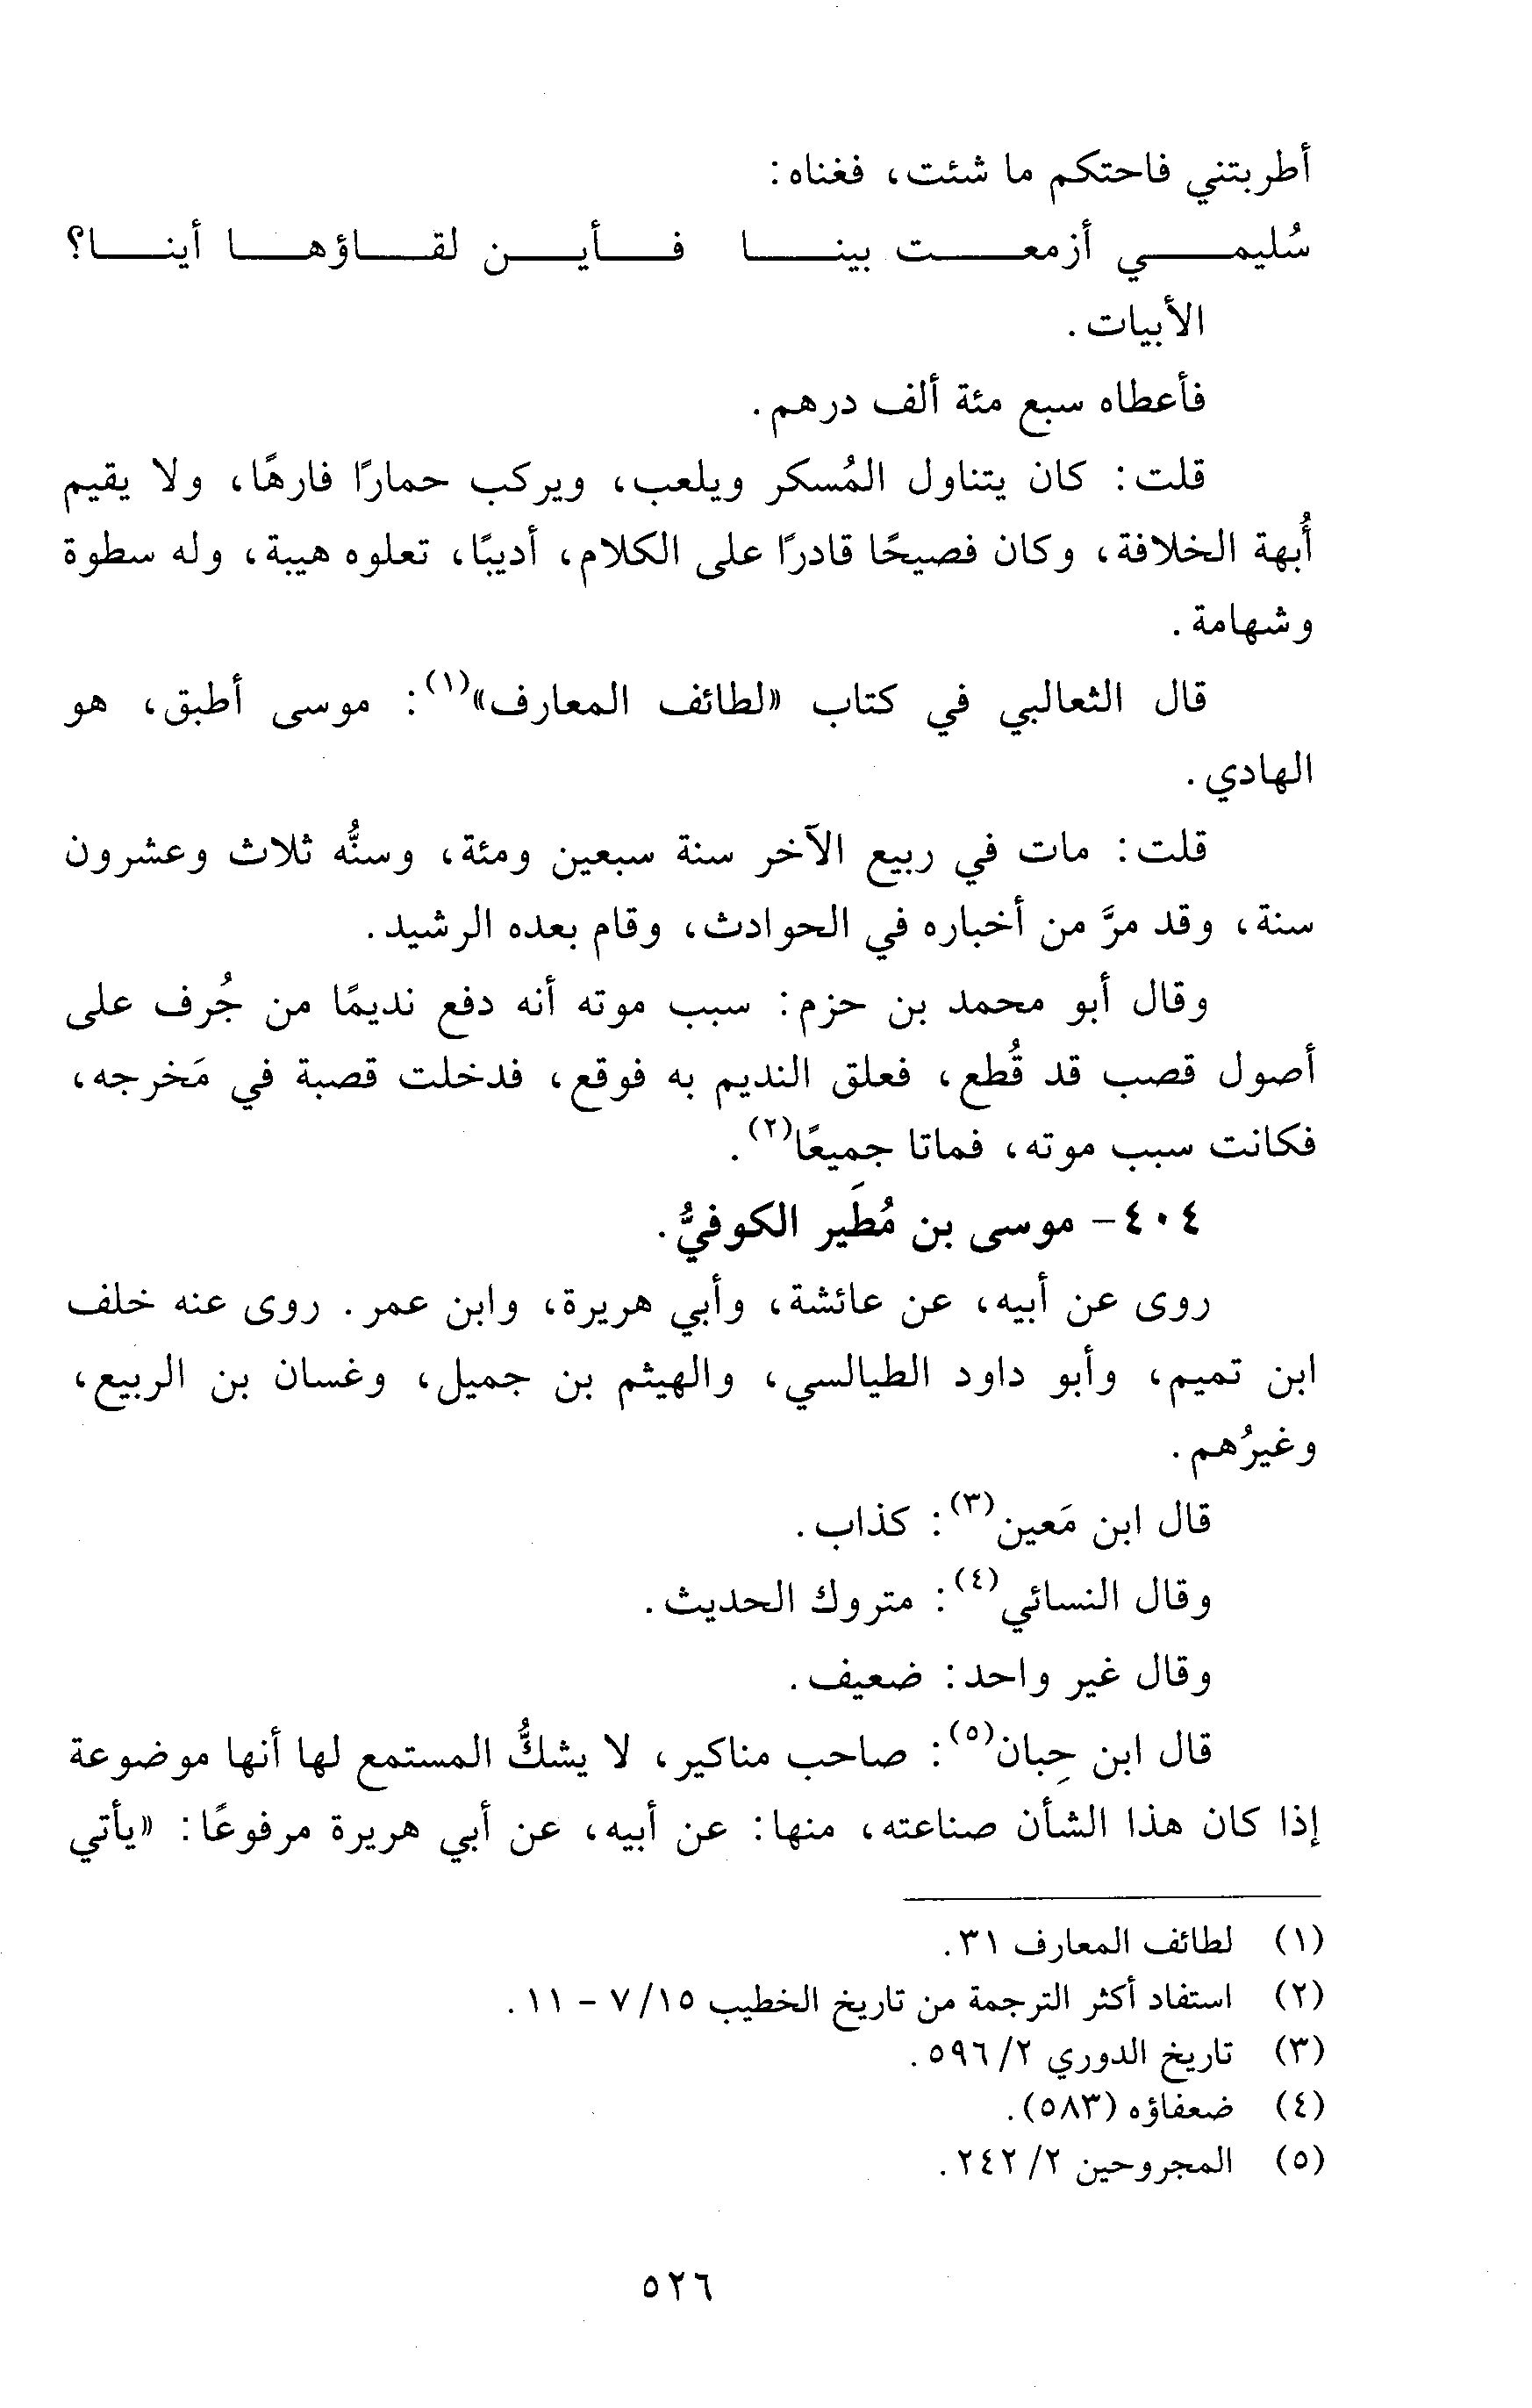 أطربتني فاحتكم ما شئت، فغناه:
سُليمي أزمعت بينا فأين لقاؤها أينا؟
الأبيات.
فأعطاه سبع مئة ألف درهم.
قلت: كان يتناول المُسكر ويلعب، ويركب حمارًا فارهًا، ولا يقيم
أُبهة الخلافة، وكان فصيحًا قادرًا على الكلام، أديبًا، تعلوه هيبة، وله سطوة
وشهامة.
قال الثعالبي في كتاب «لطائف المعارف»(١): موسى أطبق، هو
الهادي.
قلت: مات في ربيع الآخر سنة سبعين ومئة، وسنُّه ثلاث وعشرون
سنة، وقد مرَّ من أخباره في الحوادث، وقام بعده الرشيد.
وقال أبو محمد بن حزم: سبب موته أنه دفع نديمًا من جُرف على
أصول قصب قد قُطع، فعلق النديم به فوقع، فدخلت قصبة في مَخرجه،
فكانت سبب موته، فماتا جميعًا(٢).
٤٠٤- موسى بن مُطَير الكوفيُّ.
روى عن أبيه، عن عائشة، وأبي هريرة، وابن عمر. روى عنه خلف
ابن تميم، وأبو داود الطيالسي، والهيثم بن جميل، وغسان بن الربيع،
وغيرُهم.
قال ابن مَعين(٣): كذاب.
وقال النسائي(٤): متروك الحديث.
وقال غير واحد: ضعيف.
قال ابن حِبان(٥): صاحب مناكير، لا يشكُّ المستمع لها أنها موضوعة
إذا كان هذا الشأن صناعته، منها: عن أبيه، عن أبي هريرة مرفوعًا: «يأتي
(١) لطائف المعارف ٣١.
(٢) استفاد أكثر الترجمة من تاريخ الخطيب ١٥/ ٧ - ١١.
(٣) تاريخ الدوري ٢/ ٥٩٦.
(٤) ضعفاؤه (٥٨٣).
(٥) المجروحين ٢/ ٢٤٢.
٥٢٦